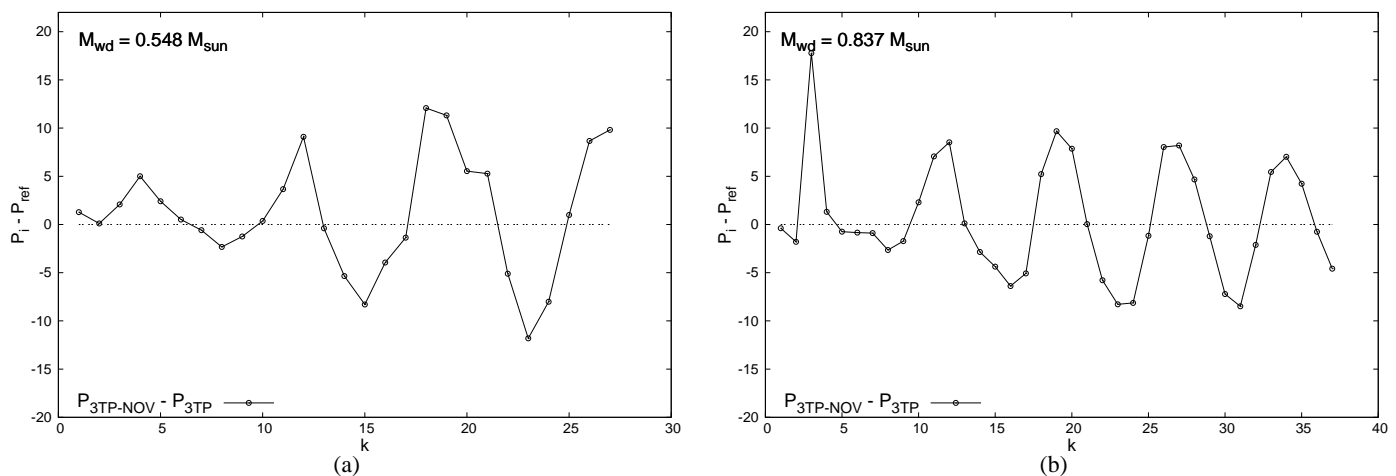 M_wd = 0.548 M_sun
P_i - P_ref
20
15
10
5
0
-5
-10
-15
-20
P_3TP-NOV - P_3TP
0 5 10 15 20 25 30
k
(a)
M_wd = 0.837 M_sun
P_i - P_ref
20
15
10
5
0
-5
-10
-15
-20
P_3TP-NOV - P_3TP
0 5 10 15 20 25 30 35 40
k
(b)